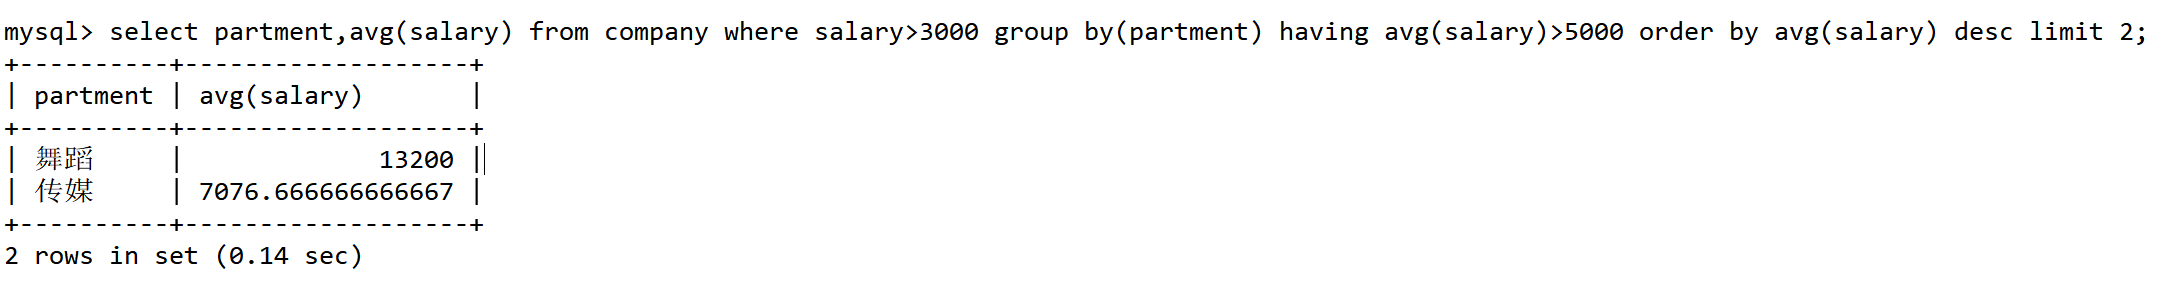 mysql> select partment,avg(salary) from company where salary>3000 group by(partment) having avg(salary)>5000 order by avg(salary) desc limit 2;
+----------+-------------------+
| partment | avg(salary)       |
+----------+-------------------+
| 舞蹈     |             13200 |
| 传媒     | 7076.666666666667 |
+----------+-------------------+
2 rows in set (0.14 sec)